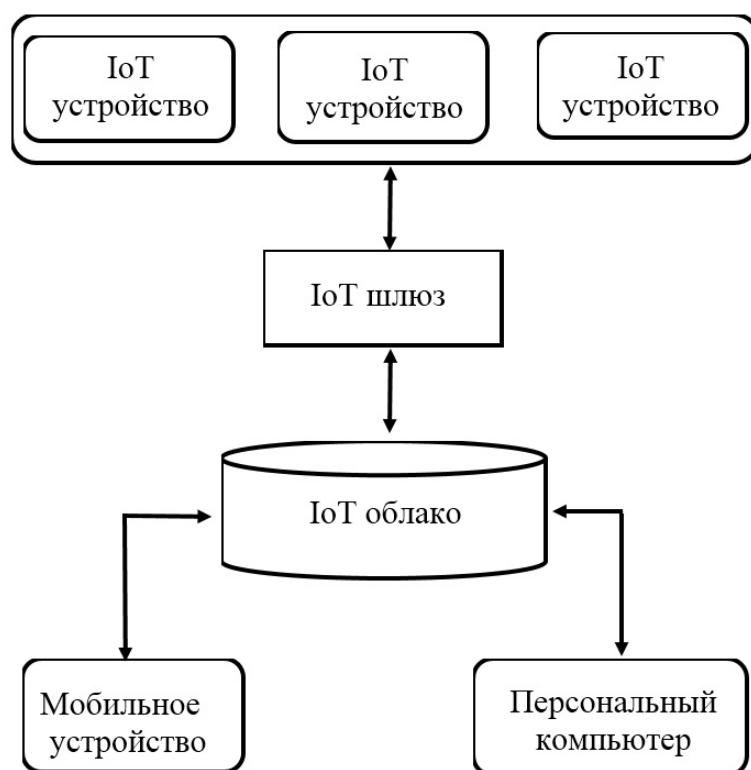 IoT
устройство
IoT
устройство
IoT
устройство
IoT шлюз
IoT облако
Мобильное
устройство
Персональный
компьютер